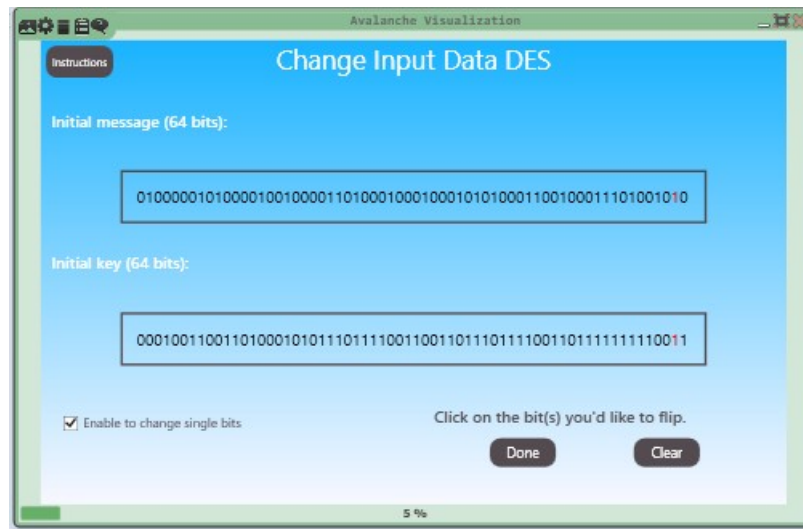 Avalanche Visualization
Instructions
Change Input Data DES
Initial message (64 bits):
0100000101000010010000110100010001000101010001100100011101001010
Initial key (64 bits):
0001001100110100010101110111100110011011101111001101111111110011
Enable to change single bits
Click on the bit(s) you'd like to flip.
Done
Clear
5 %